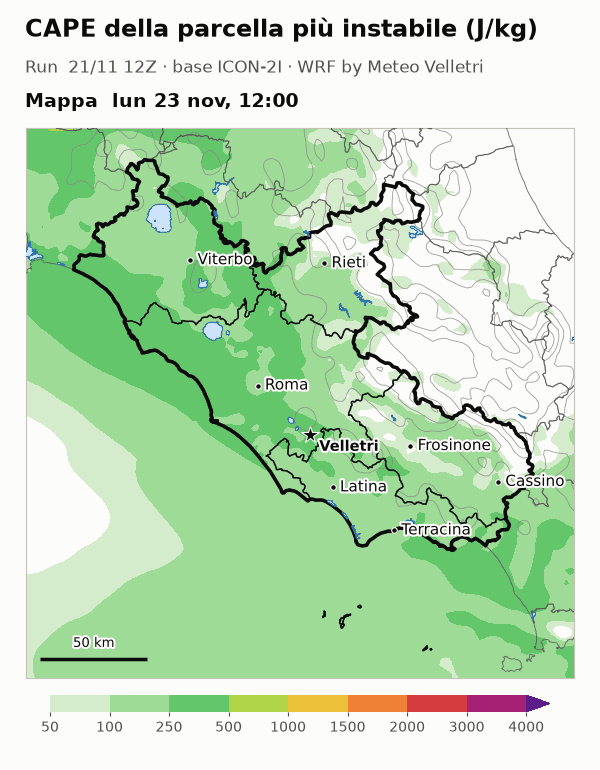 CAPE della parcella più instabile (J/kg)
Run  21/11 12Z · base ICON-2I · WRF by Meteo Velletri
Mappa  lun 23 nov, 12:00
Viterbo
Rieti
Roma
Velletri
Frosinone
Latina
Cassino
Terracina
50 km
50 100 250 500 1000 1500 2000 3000 4000